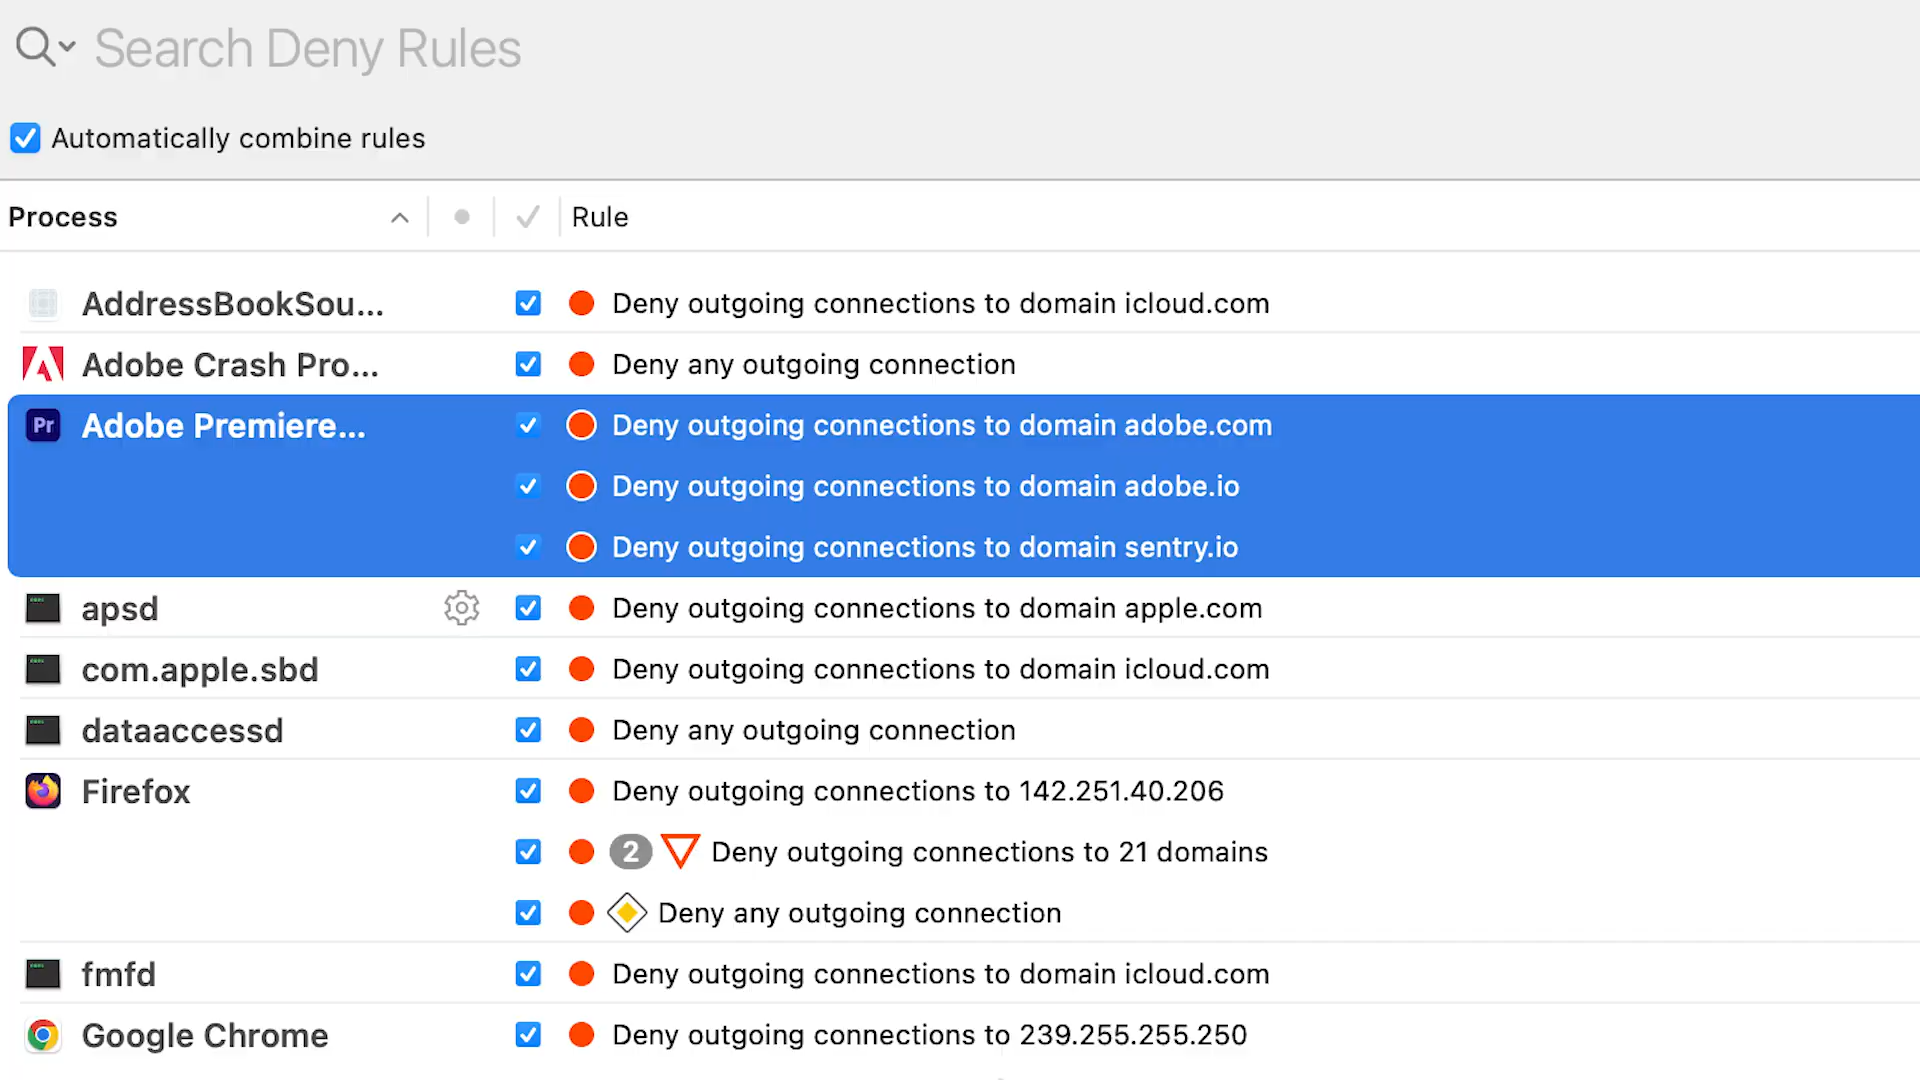 Search Deny Rules
Automatically combine rules
Process Rule
AddressBookSou... Deny outgoing connections to domain icloud.com
Adobe Crash Pro... Deny any outgoing connection
Pr Adobe Premiere... Deny outgoing connections to domain adobe.com
Deny outgoing connections to domain adobe.io
Deny outgoing connections to domain sentry.io
apsd Deny outgoing connections to domain apple.com
com.apple.sbd Deny outgoing connections to domain icloud.com
dataaccessd Deny any outgoing connection
Firefox Deny outgoing connections to 142.251.40.206
2 Deny outgoing connections to 21 domains
Deny any outgoing connection
fmfd Deny outgoing connections to domain icloud.com
Google Chrome Deny outgoing connections to 239.255.255.250